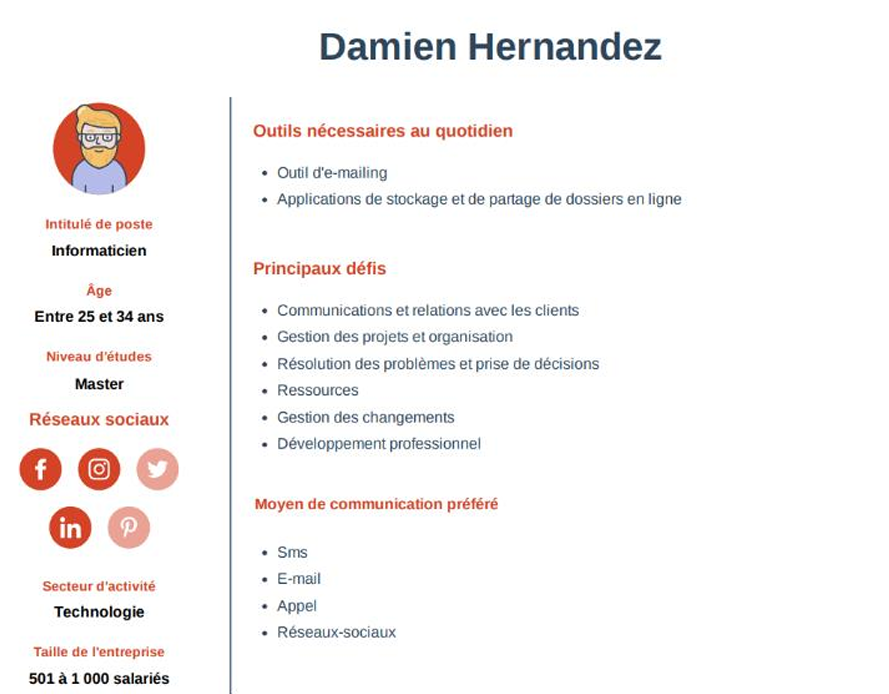 Damien Hernandez
Intitulé de poste
Informaticien
Âge
Entre 25 et 34 ans
Niveau d'études
Master
Réseaux sociaux
Secteur d'activité
Technologie
Taille de l'entreprise
501 à 1 000 salariés
Outils nécessaires au quotidien
• Outil d'e-mailing
• Applications de stockage et de partage de dossiers en ligne
Principaux défis
• Communications et relations avec les clients
• Gestion des projets et organisation
• Résolution des problèmes et prise de décisions
• Ressources
• Gestion des changements
• Développement professionnel
Moyen de communication préféré
• Sms
• E-mail
• Appel
• Réseaux-sociaux